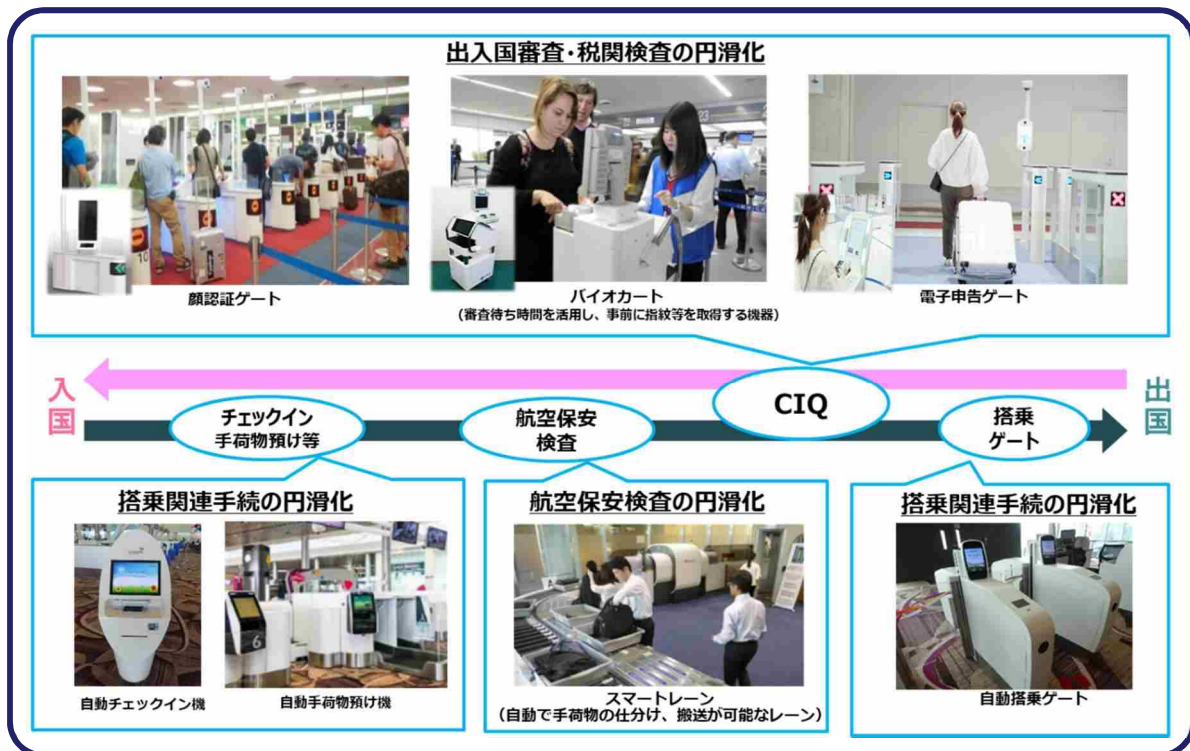 出入国審査・税関検査の円滑化
顔認証ゲート
バイオカート
(審査待ち時間を活用し、事前に指紋等を取得する機器)
電子申告ゲート
入国
出国
チェックイン
手荷物預け等
航空保安
検査
CIQ
搭乗
ゲート
搭乗関連手続の円滑化
自動チェックイン機
自動手荷物預け機
航空保安検査の円滑化
スマートレーン
(自動で手荷物の仕分け、搬送が可能なレーン)
搭乗関連手続の円滑化
自動搭乗ゲート
10
23
6
A